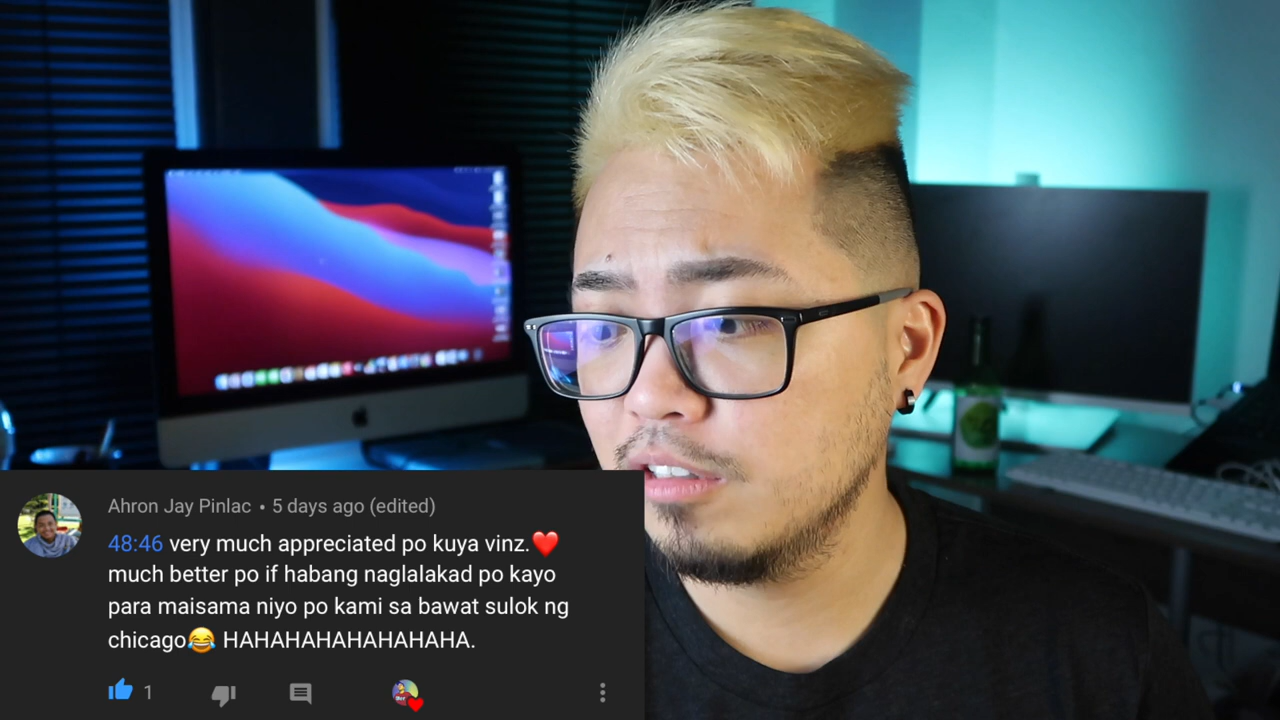 Ahron Jay Pinlac • 5 days ago (edited)
48:46 very much appreciated po kuya vinz.❤️
much better po if habang naglalakad po kayo
para maisama niyo po kami sa bawat sulok ng
chicago😂 HAHAHAHAHAHAHAHA.
1